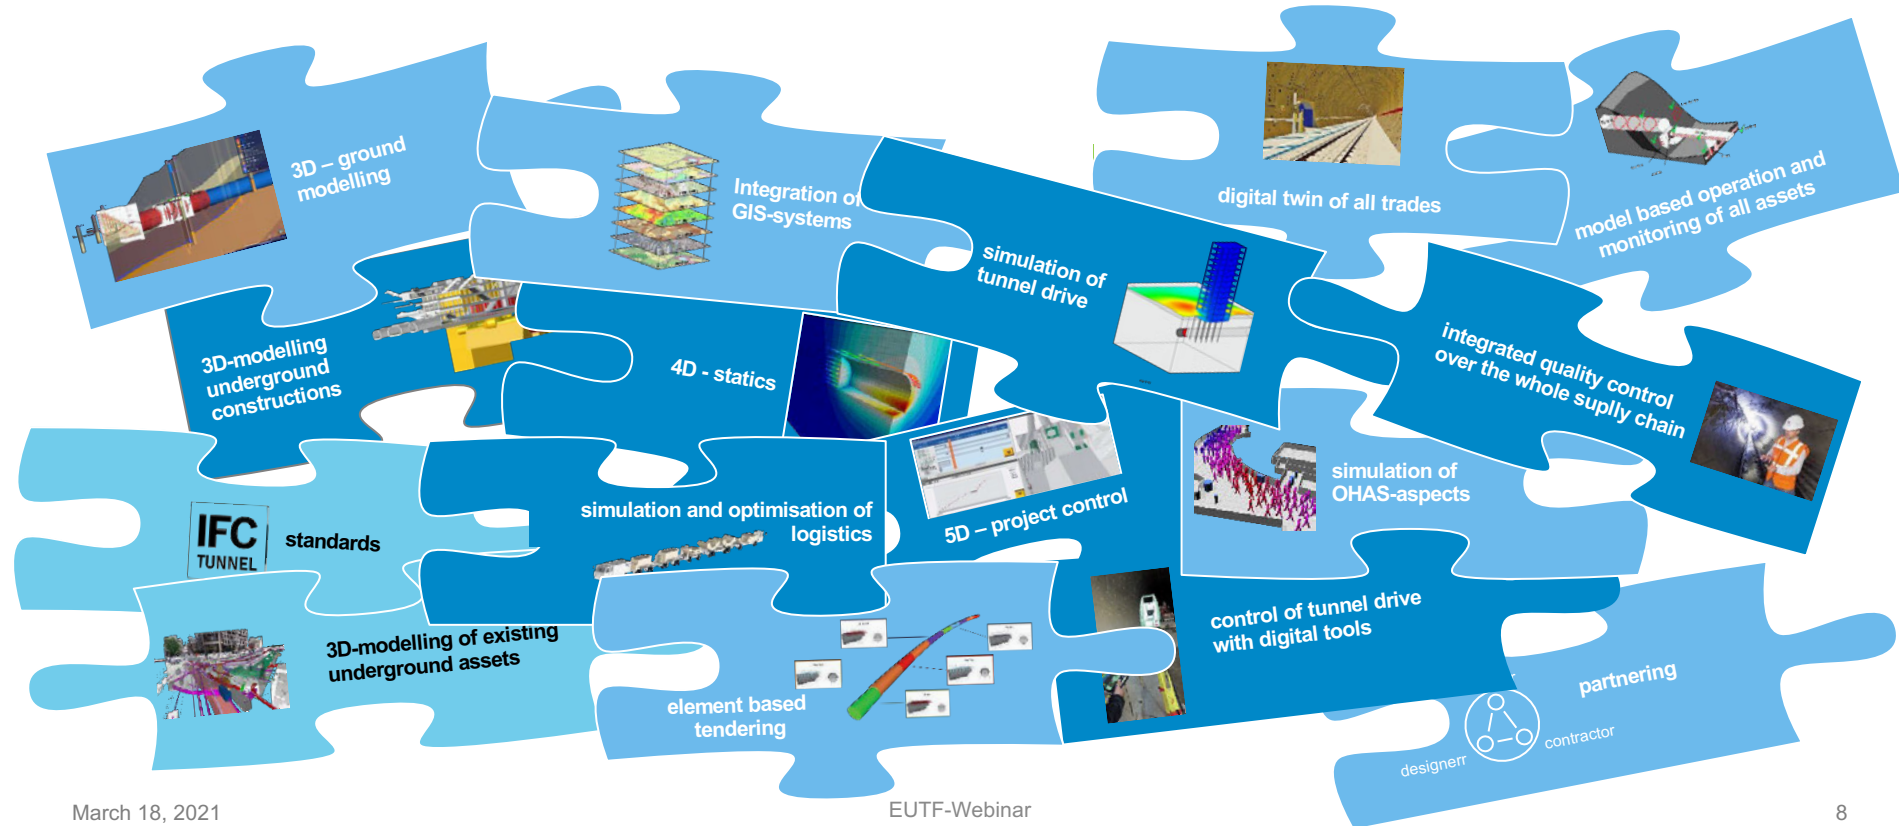 3D – ground
modelling
Integration of
GIS-systems
digital twin of all trades
model based operation and
monitoring of all assets
simulation of
tunnel drive
3D-modelling
underground
constructions
4D - statics
integrated quality control
over the whole suplly chain
IFC
TUNNEL
standards
simulation and optimisation of
logistics
5D – project control
simulation of
OHAS-aspects
3D-modelling of existing
underground assets
element based
tendering
control of tunnel drive
with digital tools
partnering
designerr
contractor
March 18, 2021
EUTF-Webinar
8